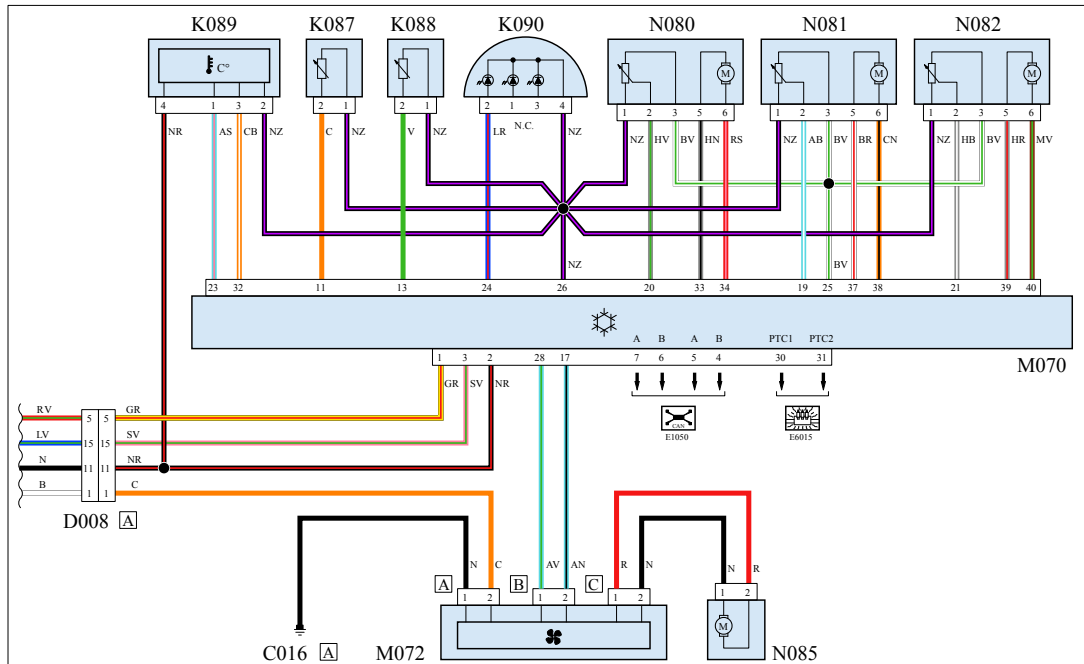 K089 K087 K088 K090 N080 N081 N082
C°
M M M
4 1 3 2 2 1 2 1 2 1 3 4 1 2 3 5 6 1 2 3 5 6 1 2 3 5 6
NR AS CB NZ C NZ V NZ LR N.C. NZ NZ HV BV HN RS NZ AB BV BR CN NZ HB BV HR MV
NZ BV
23 32 11 13 24 26 20 33 34 19 25 37 38 21 39 40
A B A B PTC1 PTC2
1 3 2 28 17 7 6 5 4 30 31
M070
GR SV NR
CAN
E1050 E6015
RV 5 5 GR
LV 15 15 SV
N 11 11 NR
B 1 1 C
D008 A
N C AV AN R N N R
A B C
1 2 1 2 1 2 1 2
M
C016 A M072 N085